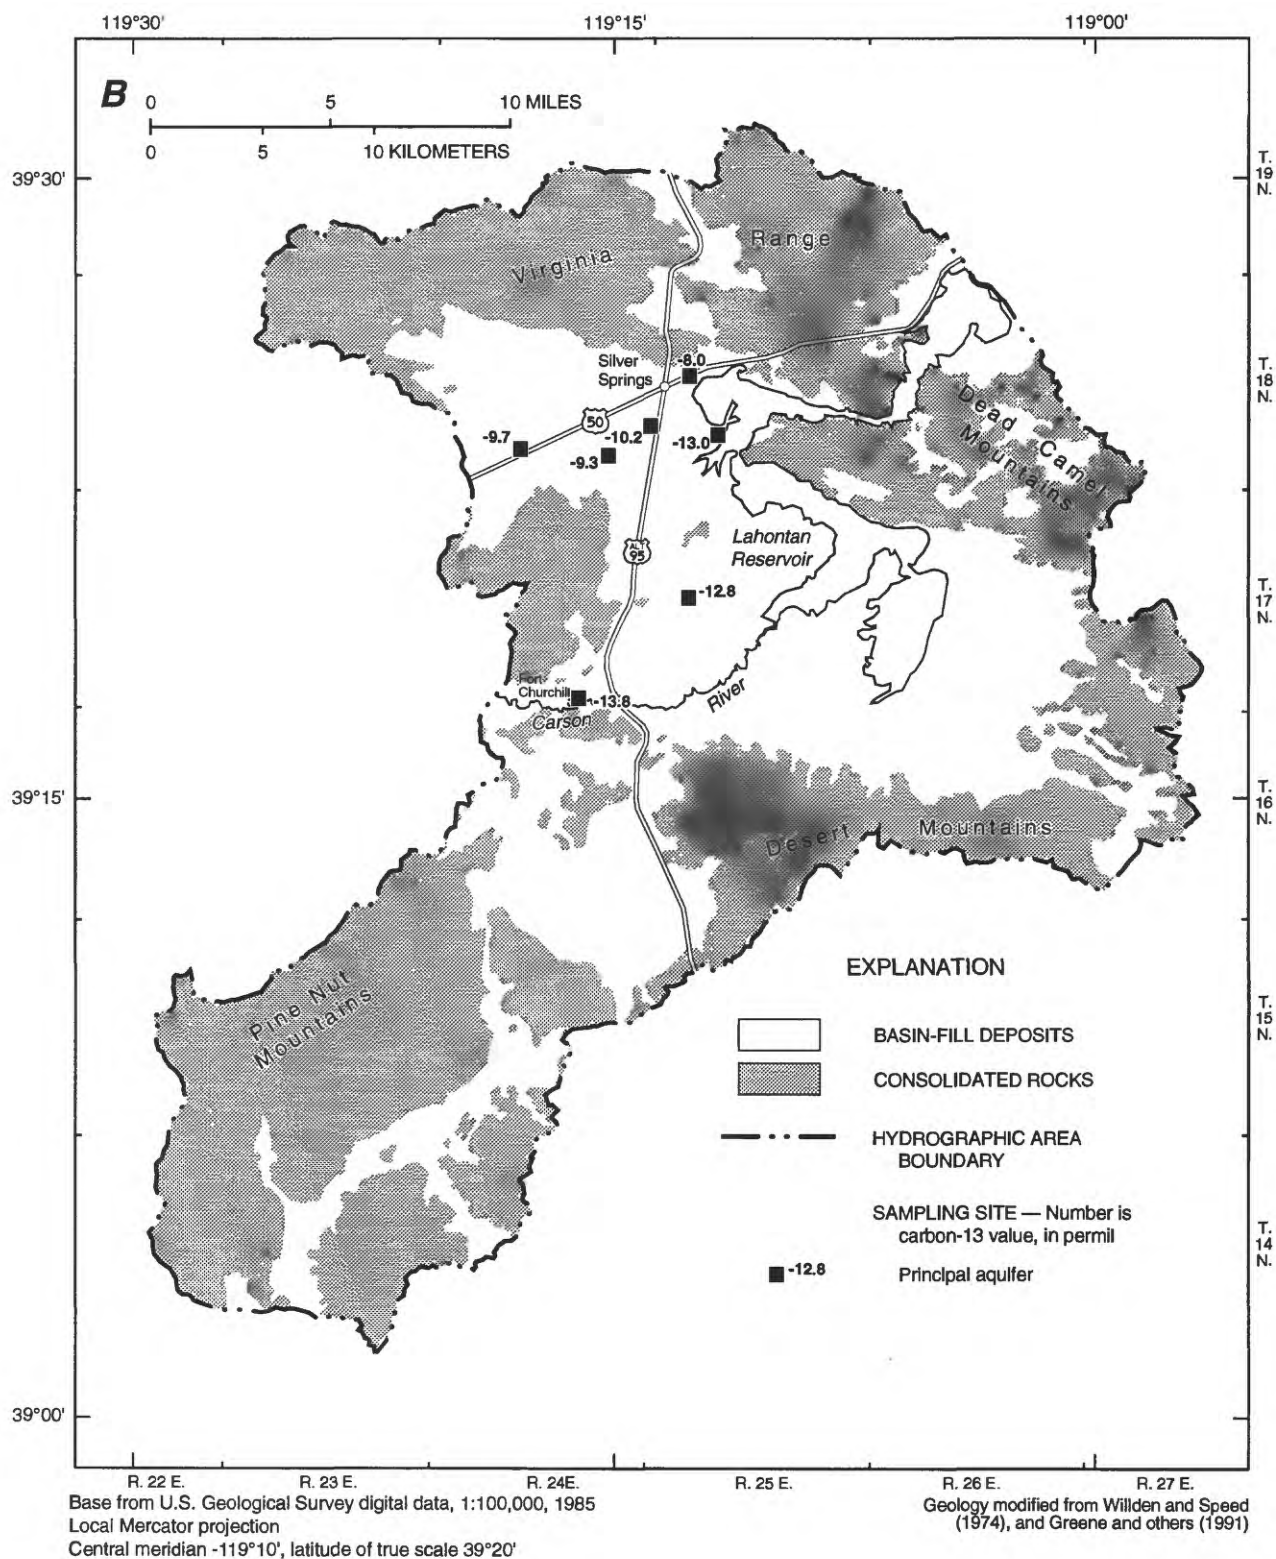 119°30'
119°15'
119°00'
B
0 5 10 MILES
0 5 10 KILOMETERS
39°30'
T.
19
N.
Virginia
Range
Silver
Springs
-8.0
T.
18
N.
50
-9.7
-10.2
-9.3
-13.0
Dead Camel
Mountains
ALT
95
Lahontan
Reservoir
-12.8
T.
17
N.
Fort
Churchill
-13.8
Carson
River
39°15'
T.
16
N.
Desert Mountains
Pine Nut
Mountains
T.
15
N.
EXPLANATION
BASIN-FILL DEPOSITS
CONSOLIDATED ROCKS
HYDROGRAPHIC AREA
BOUNDARY
SAMPLING SITE — Number is
carbon-13 value, in permil
-12.8 Principal aquifer
T.
14
N.
39°00'
R. 22 E. R. 23 E. R. 24E. R. 25 E. R. 26 E. R. 27 E.
Base from U.S. Geological Survey digital data, 1:100,000, 1985
Local Mercator projection
Central meridian -119°10', latitude of true scale 39°20'
Geology modified from Willden and Speed
(1974), and Greene and others (1991)